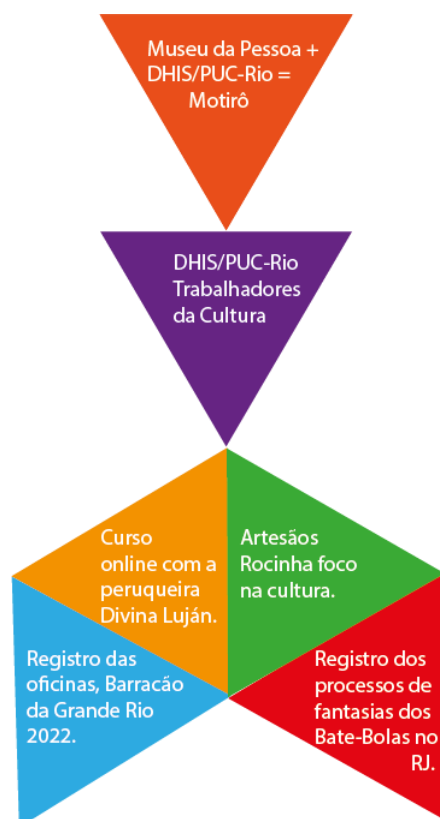 Museu da Pessoa +
DHIS/PUC-Rio =
Motirô
DHIS/PUC-Rio
Trabalhadores
da Cultura
Curso
online com a
peruqueira
Divina Luján.
Artesãos
Rocinha foco
na cultura.
Registro das
oficinas, Barracão
da Grande Rio
2022.
Registro dos
processos de
fantasias dos
Bate-Bolas no
RJ.